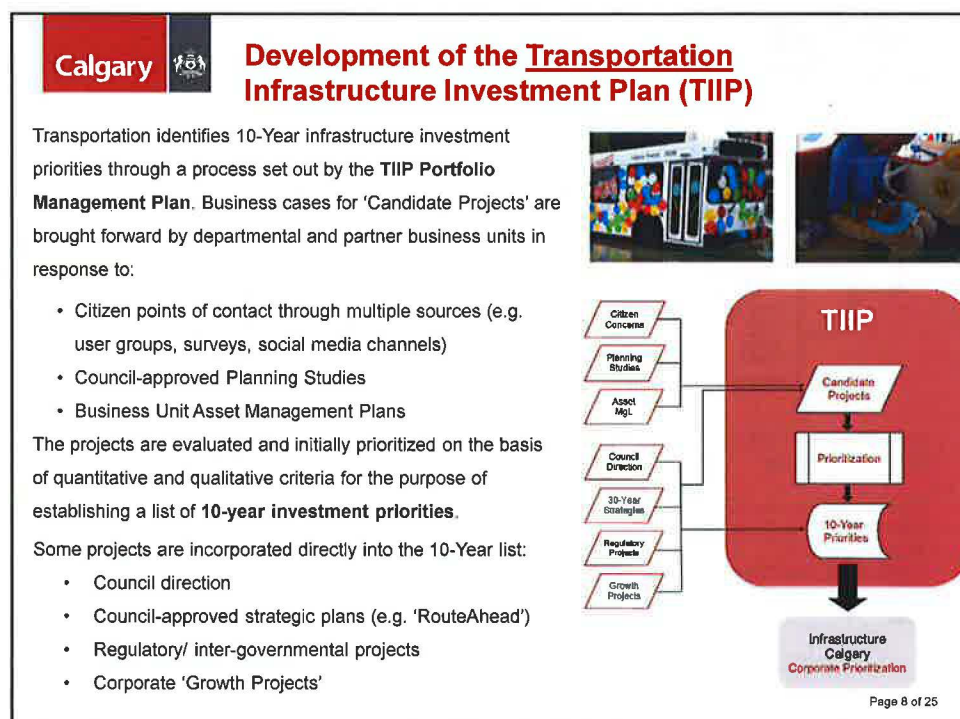 Calgary
Development of the Transportation
Infrastructure Investment Plan (TIIP)
Transportation identifies 10-Year infrastructure investment
priorities through a process set out by the TIIP Portfolio
Management Plan. Business cases for 'Candidate Projects' are
brought forward by departmental and partner business units in
response to:
• Citizen points of contact through multiple sources (e.g.
user groups, surveys, social media channels)
• Council-approved Planning Studies
• Business Unit Asset Management Plans
The projects are evaluated and initially prioritized on the basis
of quantitative and qualitative criteria for the purpose of
establishing a list of 10-year investment priorities.
Some projects are incorporated directly into the 10-Year list:
• Council direction
• Council-approved strategic plans (e.g. 'RouteAhead')
• Regulatory/ inter-governmental projects
• Corporate 'Growth Projects'
Citizen
Concerns
Planning
Studies
Asset
Mgt.
Council
Direction
30-Year
Strategies
Regulatory
Projects
Growth
Projects
TIIP
Candidate
Projects
Prioritization
10-Year
Priorities
Infrastructure
Calgary
Corporate Prioritization
Page 8 of 25